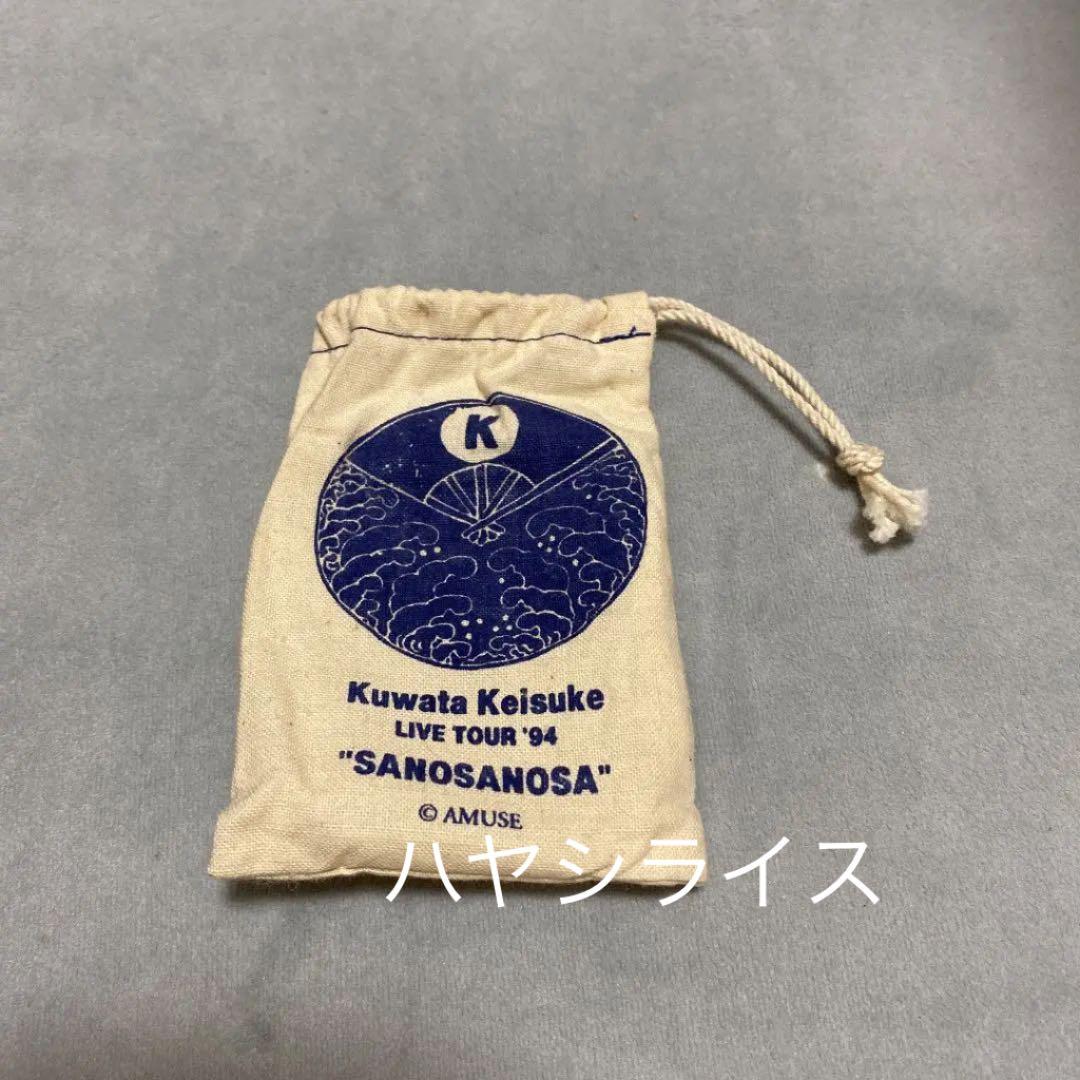 K
Kuwata Keisuke
LIVE TOUR '94
"SANOSANOSA"
© AMUSE
ハヤシライス